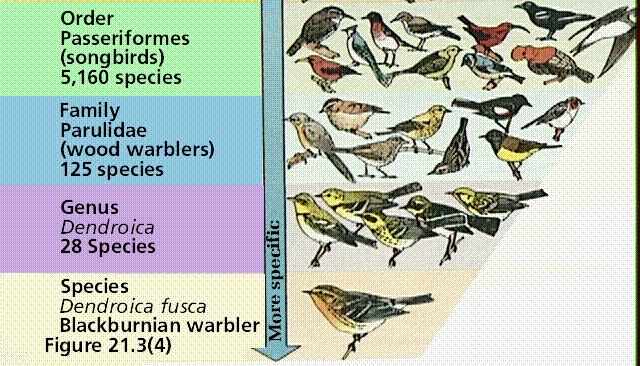 Order
Passeriformes
(songbirds)
5,160 species
Family
Parulidae
(wood warblers)
125 species
Genus
Dendroica
28 Species
Species
Dendroica fusca
Blackburnian warbler
Figure 21.3(4)
More specific